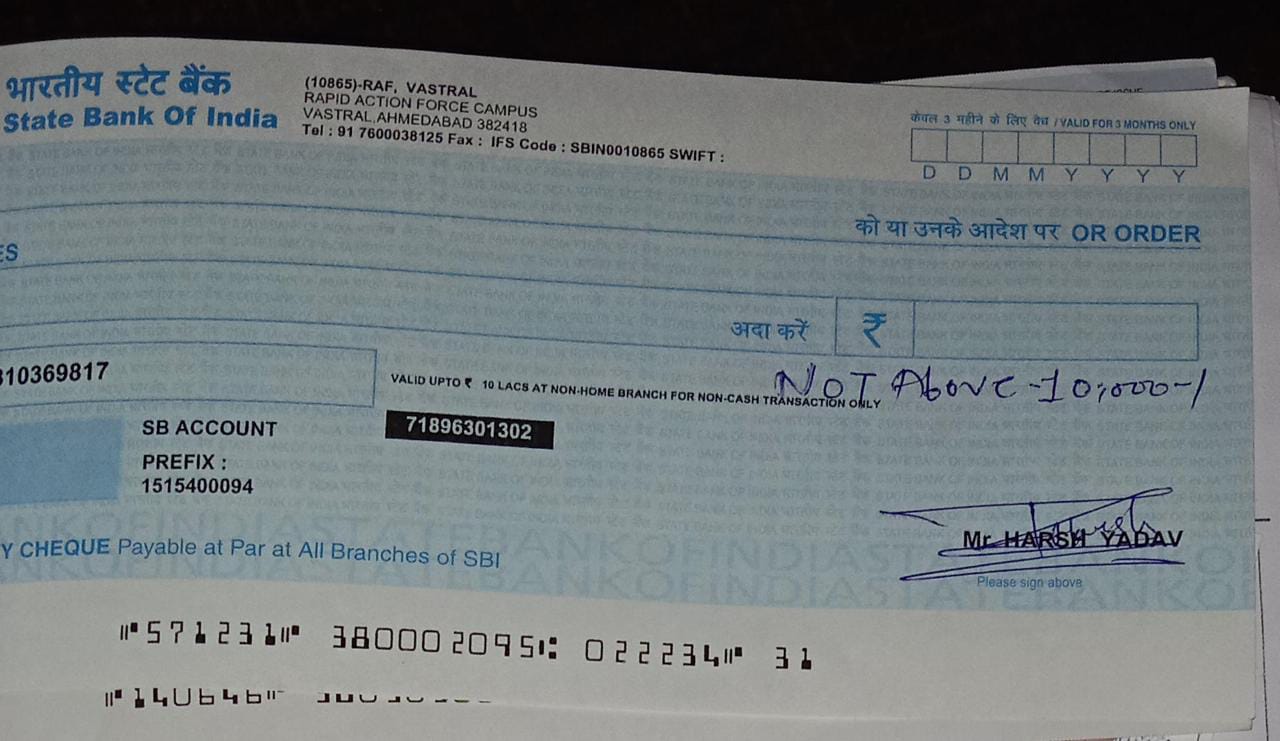 भारतीय स्टेट बैंक
State Bank Of India
(10865)-RAF, VASTRAL
RAPID ACTION FORCE CAMPUS
VASTRAL,AHMEDABAD 382418
Tel : 91 7600038125 Fax : IFS Code : SBIN0010865 SWIFT :
केवल 3 महीने के लिए वैध / VALID FOR 3 MONTHS ONLY
D D M M Y Y Y Y
को या उनके आदेश पर OR ORDER
ES
अदा करें ₹
310369817
VALID UPTO ₹ 10 LACS AT NON-HOME BRANCH FOR NON-CASH TRANSACTION ONLY
NOT Above -10,000-/
SB ACCOUNT
71896301302
PREFIX :
1515400094
Mr HARSH YADAV
Please sign above
Y CHEQUE Payable at Par at All Branches of SBI
⑈571231⑈ 380002095⑆ 022234⑈ 31